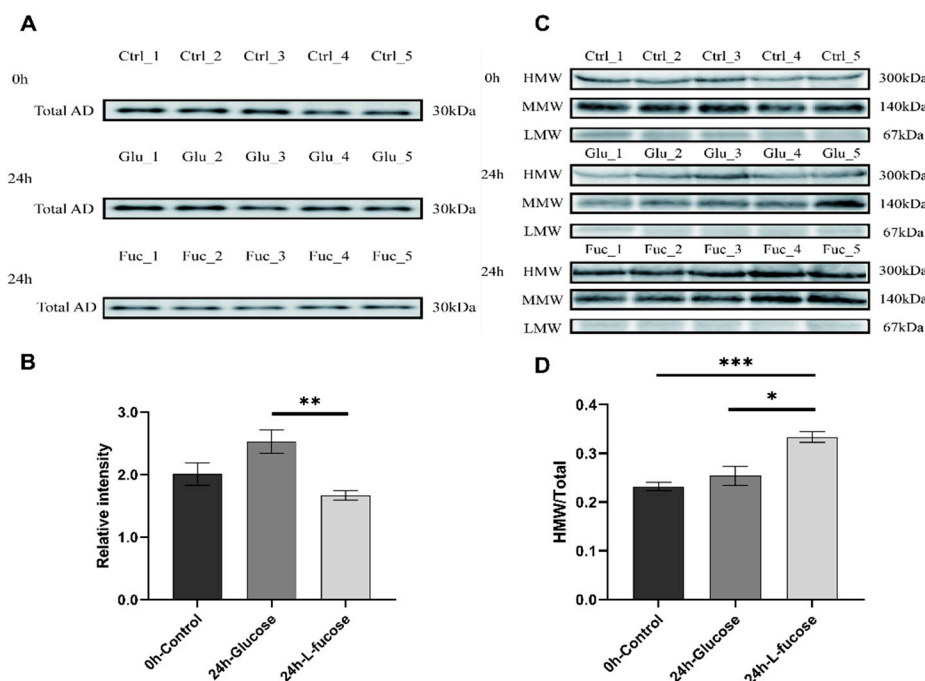 A
Ctrl_1 Ctrl_2 Ctrl_3 Ctrl_4 Ctrl_5
0h
Total AD 30kDa
Glu_1 Glu_2 Glu_3 Glu_4 Glu_5
24h
Total AD 30kDa
Fuc_1 Fuc_2 Fuc_3 Fuc_4 Fuc_5
24h
Total AD 30kDa
C
Ctrl_1 Ctrl_2 Ctrl_3 Ctrl_4 Ctrl_5
0h HMW 300kDa
MMW 140kDa
LMW 67kDa
Glu_1 Glu_2 Glu_3 Glu_4 Glu_5
24h HMW 300kDa
MMW 140kDa
LMW 67kDa
Fuc_1 Fuc_2 Fuc_3 Fuc_4 Fuc_5
24h HMW 300kDa
MMW 140kDa
LMW 67kDa
B
**
3.0
2.0
1.0
0.0
Relative intensity
0h-Control
24h-Glucose
24h-L-fucose
D
***
*
0.4
0.3
0.2
0.1
0.0
HMW/Total
0h-Control
24h-Glucose
24h-L-fucose